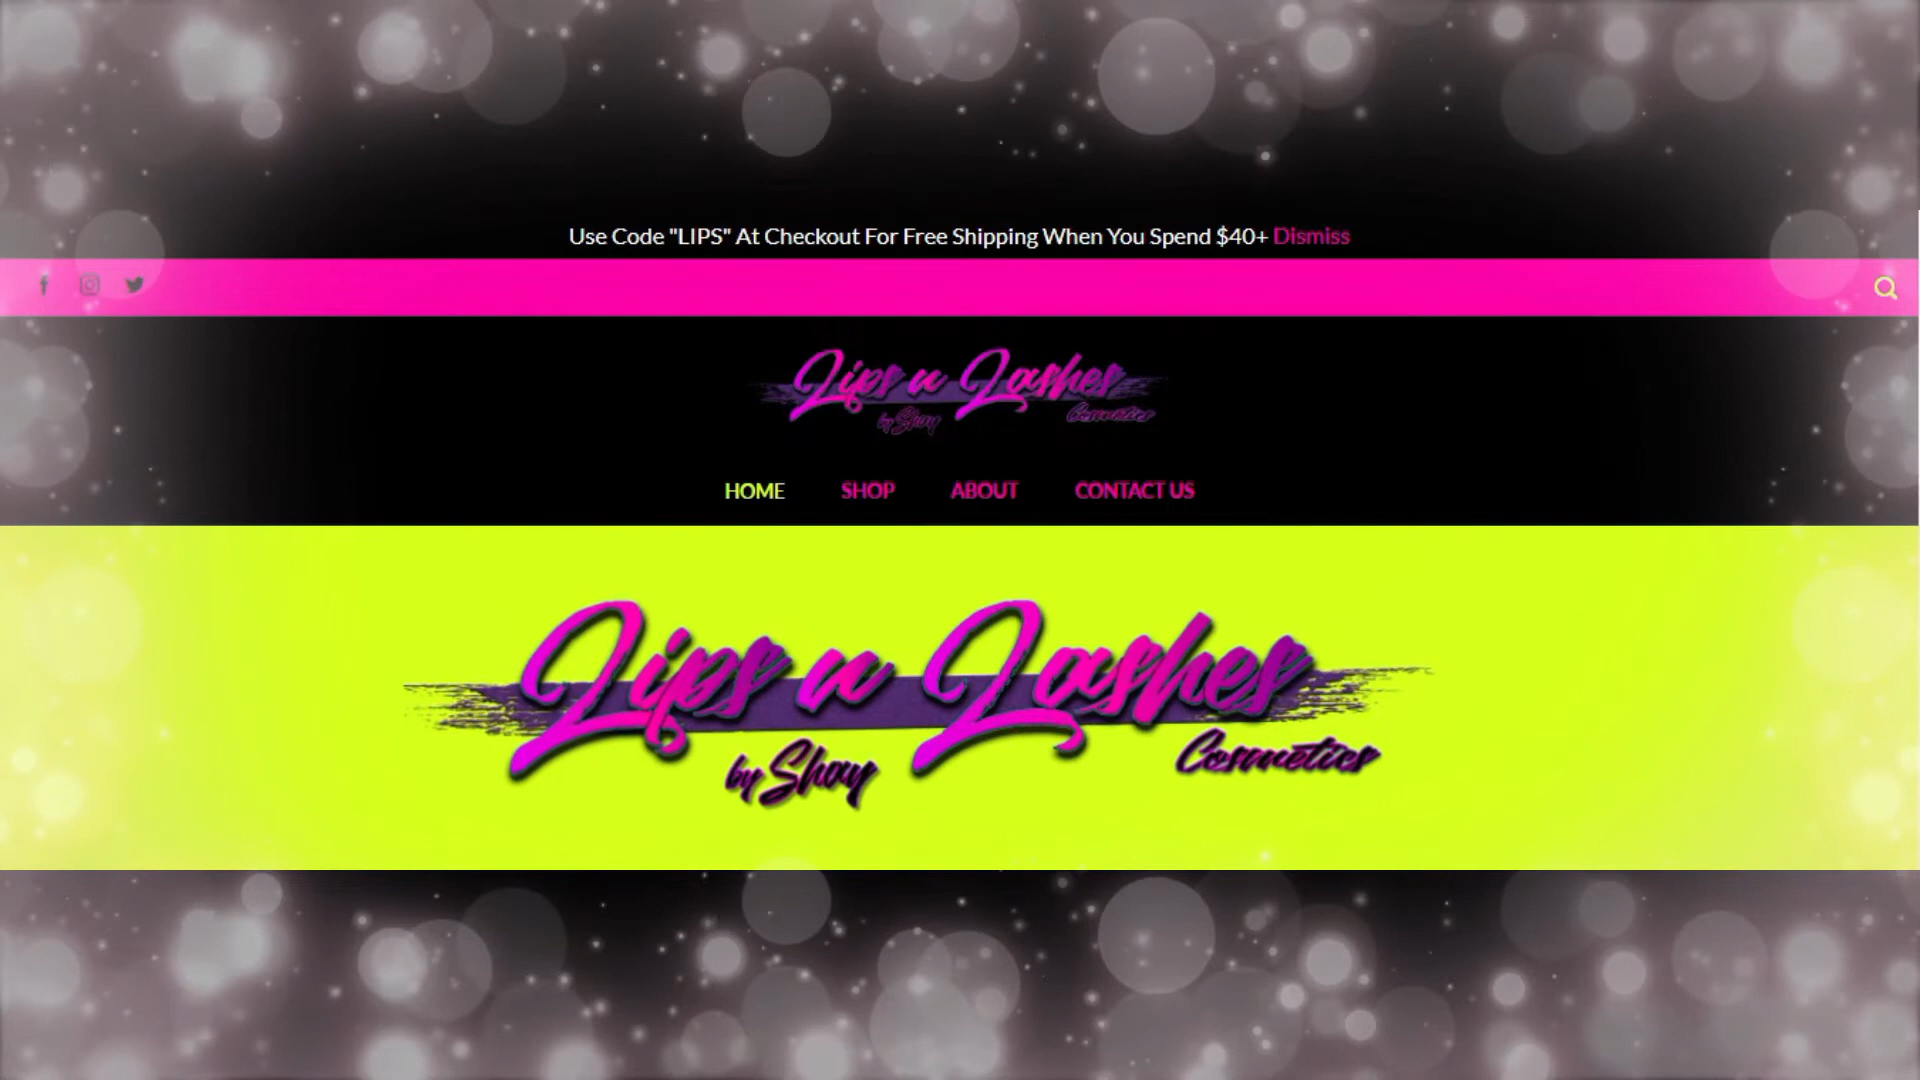 Use Code "LIPS" At Checkout For Free Shipping When You Spend $40+ Dismiss
Lips n Lashes
by Shay Cosmetics
HOME SHOP ABOUT CONTACT US
Lips n Lashes
by Shay Cosmetics